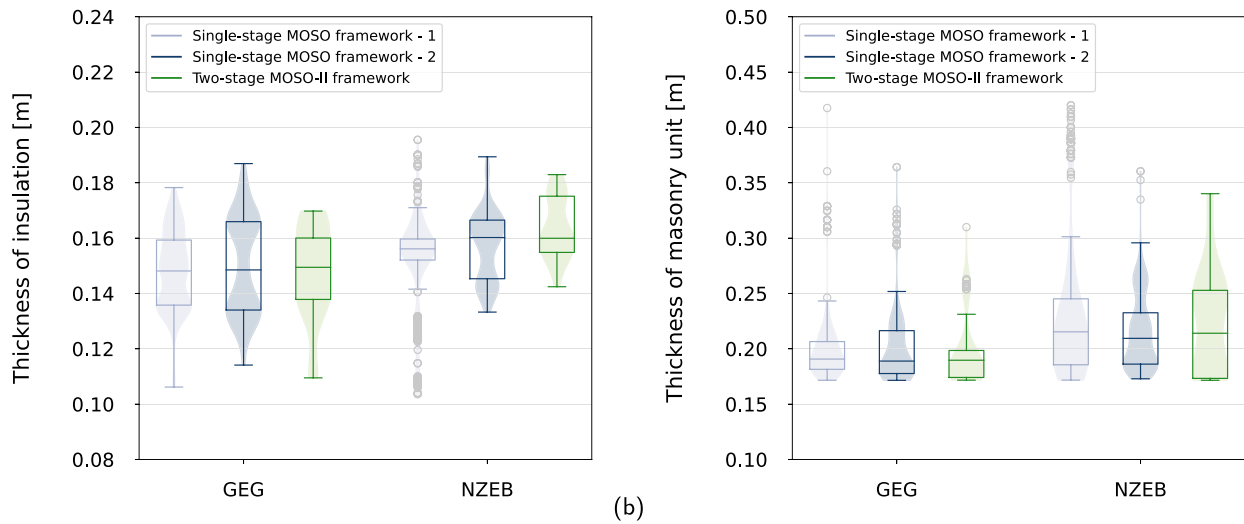 Thickness of insulation [m]
0.24
0.22
0.20
0.18
0.16
0.14
0.12
0.10
0.08
Single-stage MOSO framework - 1
Single-stage MOSO framework - 2
Two-stage MOSO-II framework
GEG
NZEB
(b)
Thickness of masonry unit [m]
0.50
0.45
0.40
0.35
0.30
0.25
0.20
0.15
0.10
Single-stage MOSO framework - 1
Single-stage MOSO framework - 2
Two-stage MOSO-II framework
GEG
NZEB